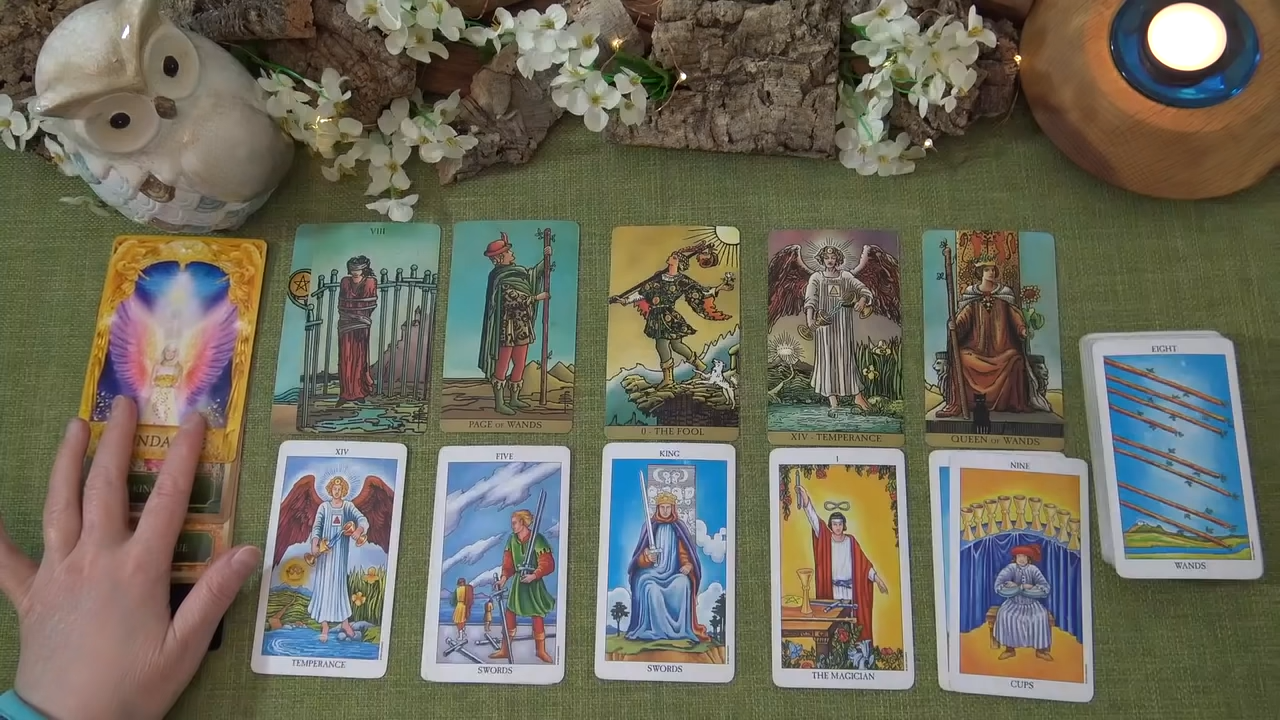 VIII
PAGE OF WANDS
0 - THE FOOL
XIV - TEMPERANCE
QUEEN OF WANDS
EIGHT
WANDS
XIV
TEMPERANCE
FIVE
SWORDS
KING
SWORDS
I
THE MAGICIAN
NINE
CUPS